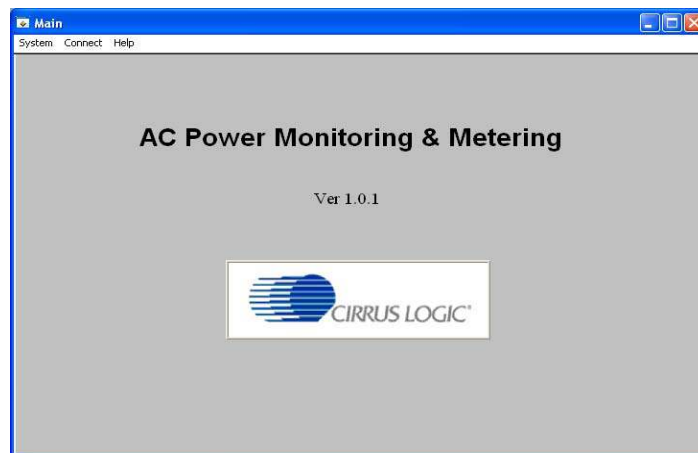 Main
System Connect Help
AC Power Monitoring & Metering
Ver 1.0.1
CIRRUS LOGIC®